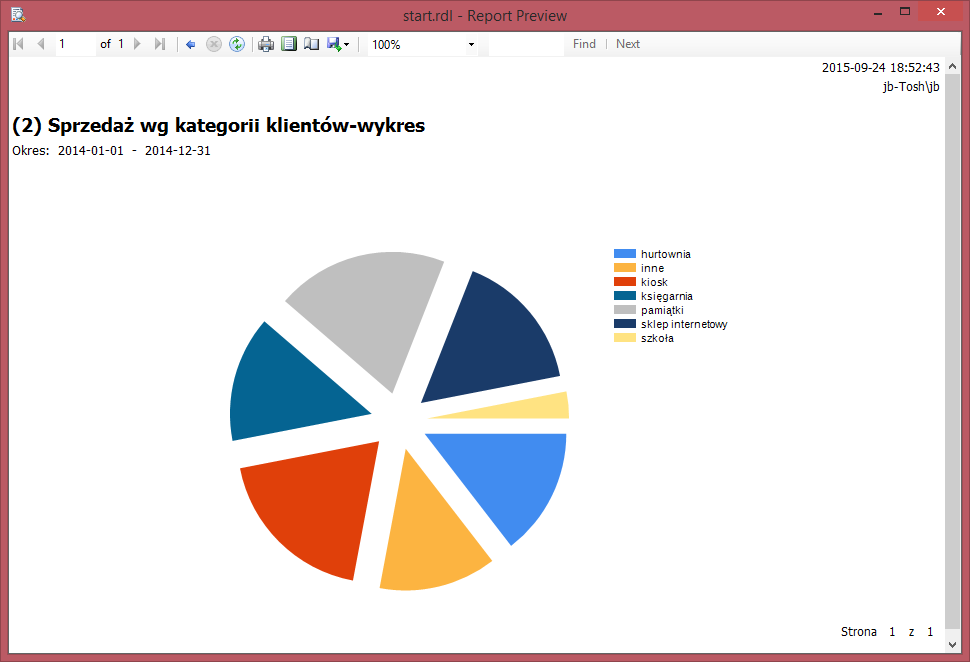 start.rdl - Report Preview
1 of 1 100% Find Next
2015-09-24 18:52:43
jb-Tosh\jb
(2) Sprzedaż wg kategorii klientów-wykres
Okres: 2014-01-01 - 2014-12-31
hurtownia
inne
kiosk
księgarnia
pamiątki
sklep internetowy
szkoła
Strona 1 z 1